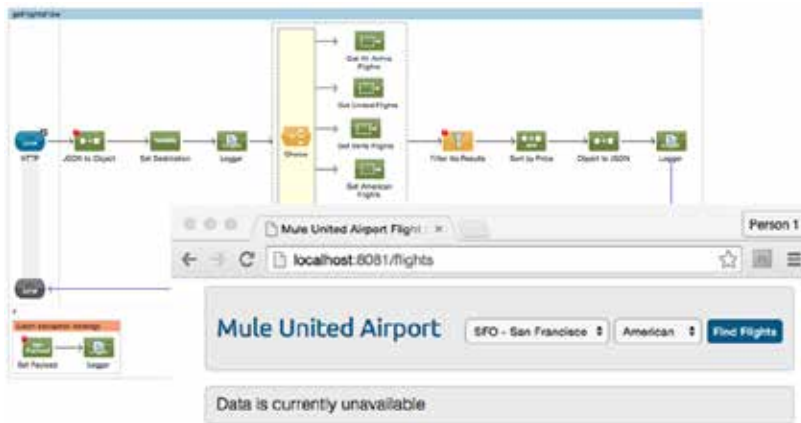 getFlightsFlow
Get All Airline Flights
Get United Flights
Get Delta Flights
Get American Flights
HTTP
JSON to Object
Set Destination
Logger
Choice
Filter No Results
Sort by Price
Object to JSON
Logger
Catch exception strategy
Set Payload
Logger
Mule United Airport Flight
Person 1
localhost:8081/flights
Mule United Airport
SFO - San Francisco
American
Find Flights
Data is currently unavailable